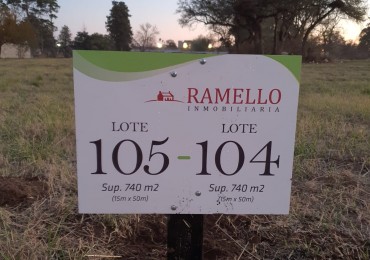 RAMELLO
INMOBILIARIA
LOTE LOTE
105-104
Sup. 740 m2 Sup. 740 m2
(15m x 50m) (15m x 50m)